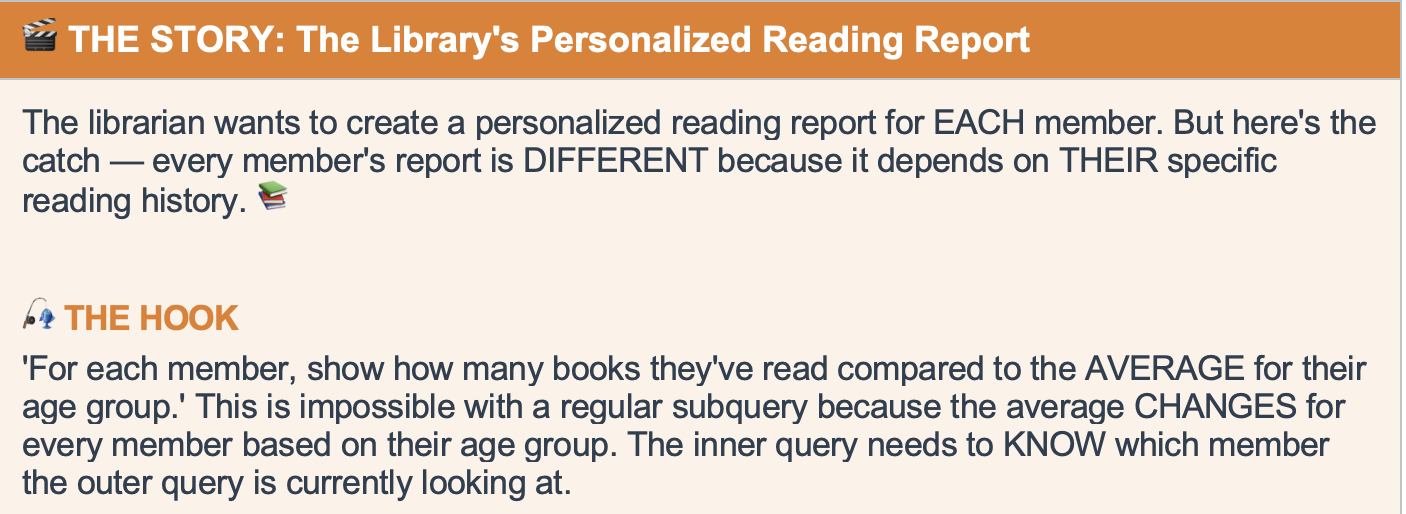 🎬 THE STORY: The Library's Personalized Reading Report
The librarian wants to create a personalized reading report for EACH member. But here's the
catch — every member's report is DIFFERENT because it depends on THEIR specific
reading history. 📚
🎣 THE HOOK
'For each member, show how many books they've read compared to the AVERAGE for their
age group.' This is impossible with a regular subquery because the average CHANGES for
every member based on their age group. The inner query needs to KNOW which member
the outer query is currently looking at.